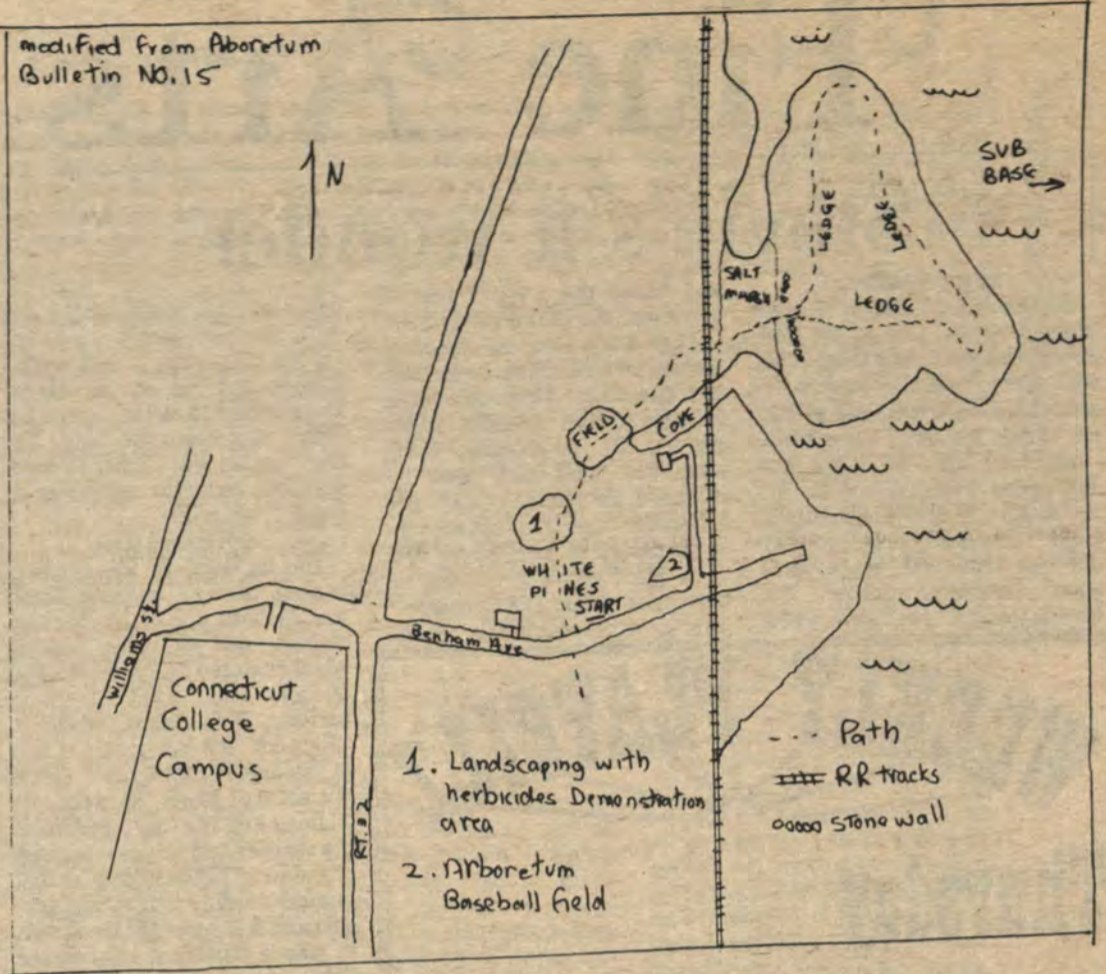 modified from Aboretum
Bulletin NO.15
N
SUB
BASE
LEDGE
LEDGE
SALT
MARSH
LEDGE
FIELD
COVE
1
WHITE
PINES
START
2
Benham Ave
Williams St.
Connecticut
College
Campus
RT. # 2
1. Landscaping with
herbicides Demonstration
area
2. Arboretum
Baseball field
Path
RR tracks
stone wall